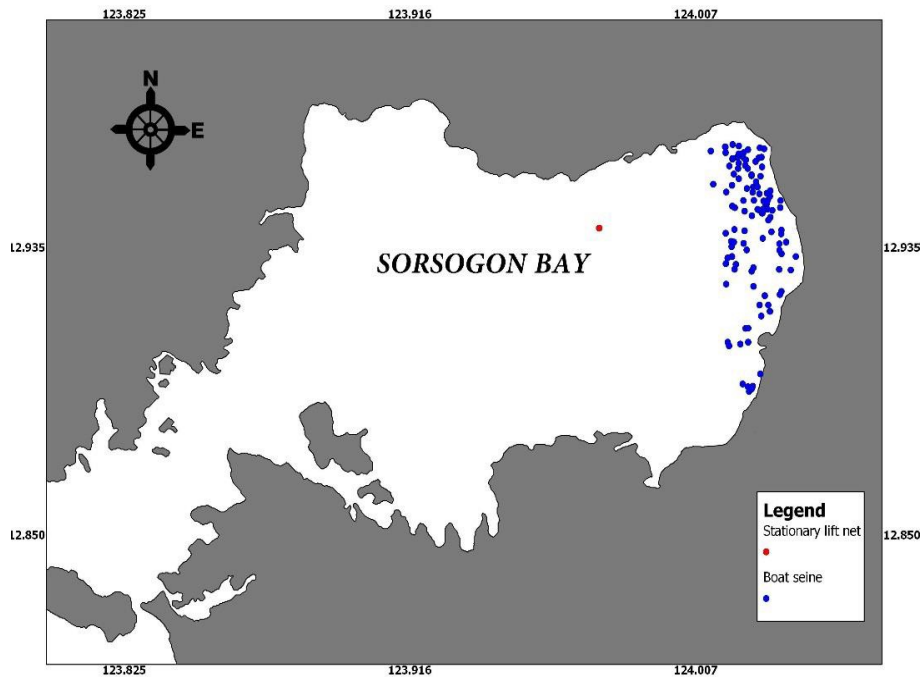 123.825 123.916 124.007
N
E
12.935 12.935
SORSOGON BAY
Legend
Stationary lift net
Boat seine
12.850 12.850
123.825 123.916 124.007